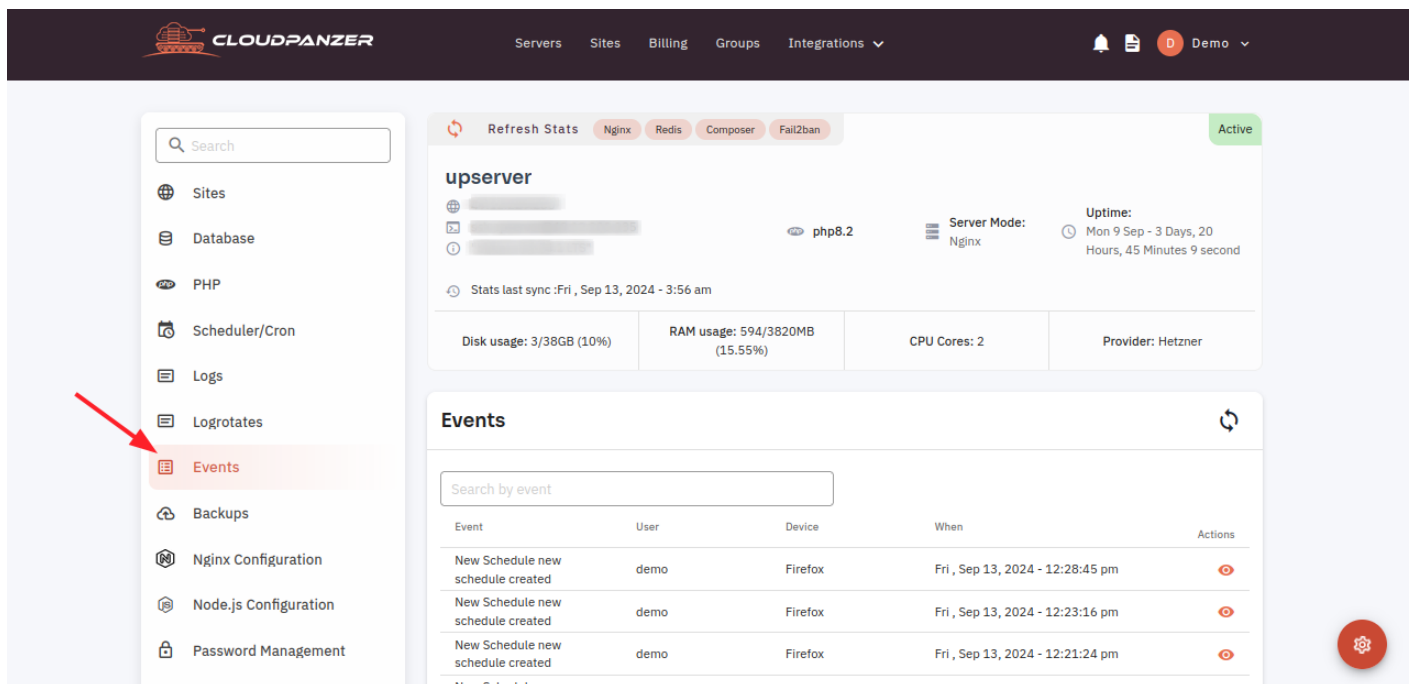 CLOUDPANZER
Servers Sites Billing Groups Integrations
D Demo
Search
Sites
Database
PHP
Scheduler/Cron
Logs
Logrotates
Events
Backups
Nginx Configuration
Node.js Configuration
Password Management
Refresh Stats Nginx Redis Composer Fail2ban
Active
upserver
php php8.2
Server Mode:
Nginx
Uptime:
Mon 9 Sep - 3 Days, 20
Hours, 45 Minutes 9 second
Stats last sync :Fri , Sep 13, 2024 - 3:56 am
Disk usage: 3/38GB (10%)
RAM usage: 594/3820MB
(15.55%)
CPU Cores: 2
Provider: Hetzner
Events
Search by event
Event User Device When Actions
New Schedule new
schedule created
demo Firefox Fri , Sep 13, 2024 - 12:28:45 pm
New Schedule new
schedule created
demo Firefox Fri , Sep 13, 2024 - 12:23:16 pm
New Schedule new
schedule created
demo Firefox Fri , Sep 13, 2024 - 12:21:24 pm